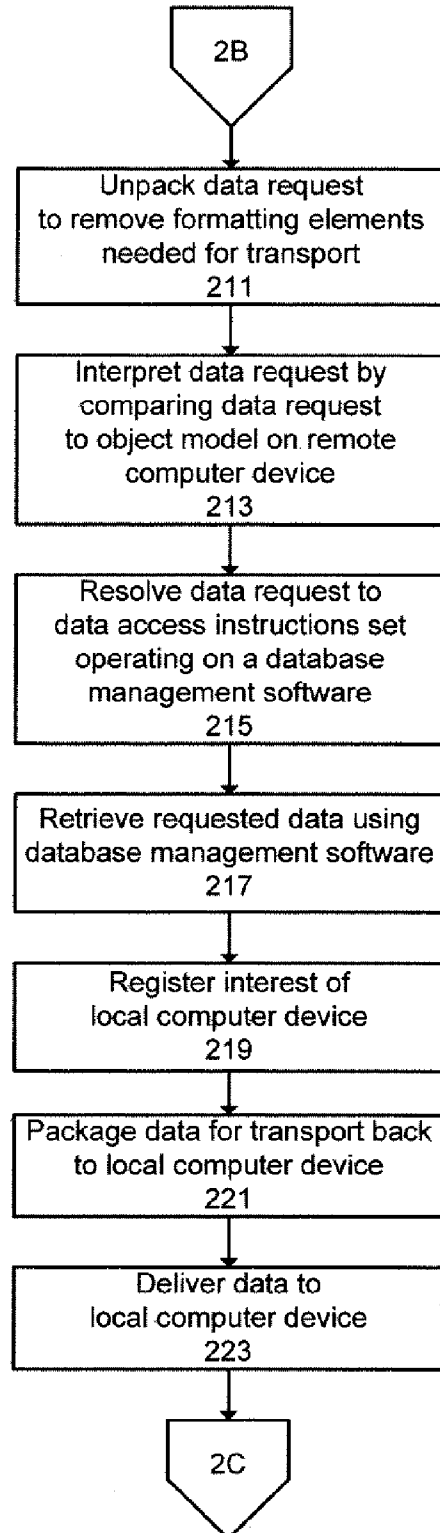 2B
Unpack data request
to remove formatting elements
needed for transport
211
Interpret data request by
comparing data request
to object model on remote
computer device
213
Resolve data request to
data access instructions set
operating on a database
management software
215
Retrieve requested data using
database management software
217
Register interest of
local computer device
219
Package data for transport back
to local computer device
221
Deliver data to
local computer device
223
2C